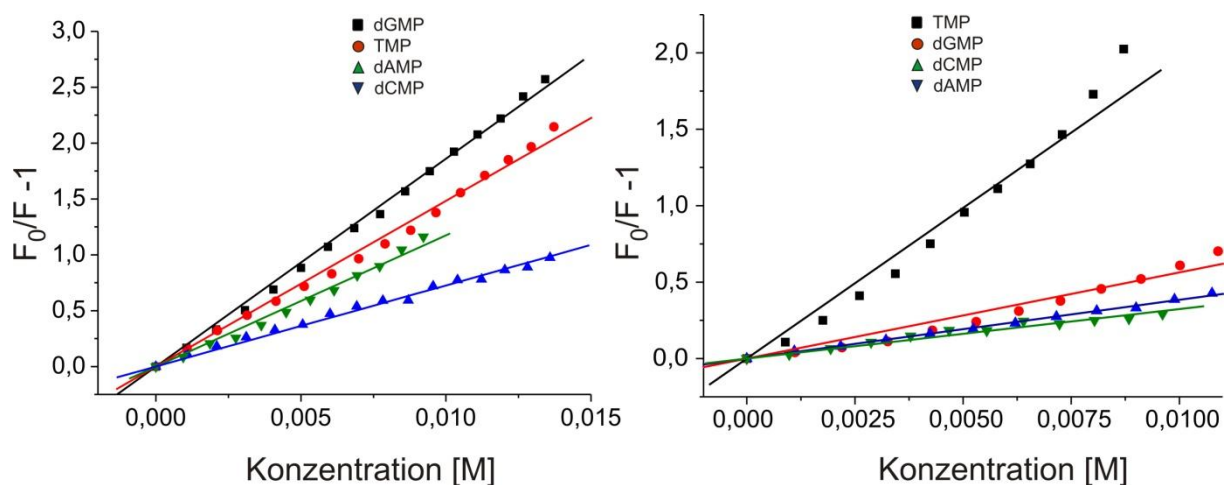 3,0
2,5
2,0
1,5
1,0
0,5
0,0
F0/F -1
dGMP
TMP
dAMP
dCMP
0,000
0,005
0,010
0,015
Konzentration [M]
2,0
1,5
1,0
0,5
0,0
F0/F -1
TMP
dGMP
dCMP
dAMP
0,000
0,0025
0,0050
0,0075
0,0100
Konzentration [M]